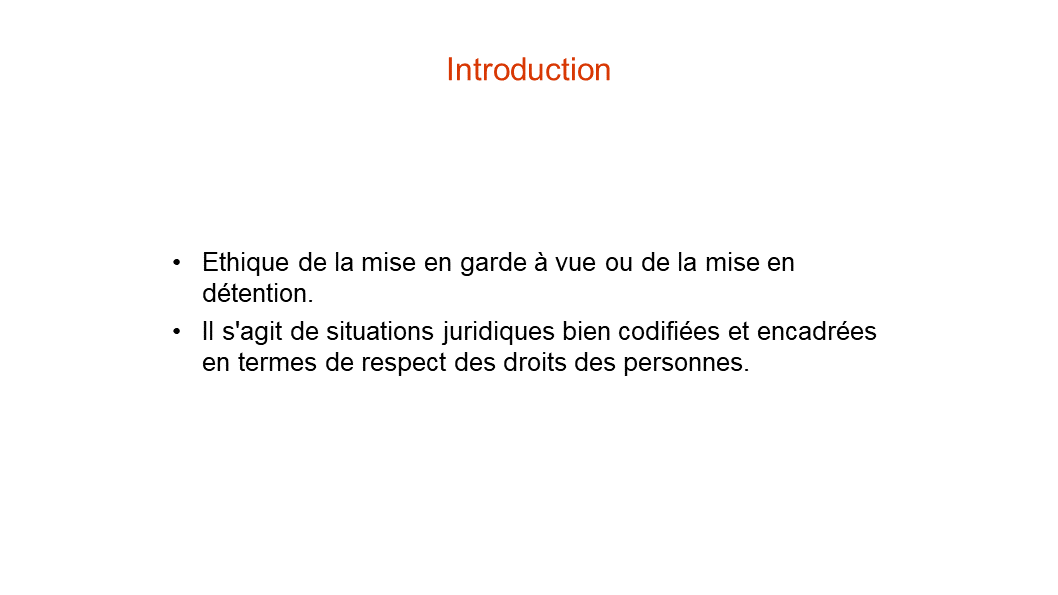 Introduction
• Ethique de la mise en garde à vue ou de la mise en
détention.
• Il s'agit de situations juridiques bien codifiées et encadrées
en termes de respect des droits des personnes.